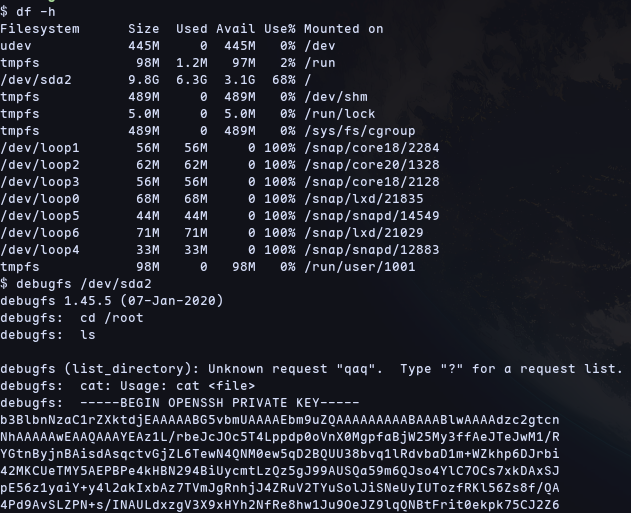 $ df -h
Filesystem      Size  Used Avail Use% Mounted on
udev            445M     0  445M   0% /dev
tmpfs            98M  1.2M   97M   2% /run
/dev/sda2       9.8G  6.3G  3.1G  68% /
tmpfs           489M     0  489M   0% /dev/shm
tmpfs           5.0M     0  5.0M   0% /run/lock
tmpfs           489M     0  489M   0% /sys/fs/cgroup
/dev/loop1       56M   56M     0 100% /snap/core18/2284
/dev/loop2       62M   62M     0 100% /snap/core20/1328
/dev/loop3       56M   56M     0 100% /snap/core18/2128
/dev/loop0       68M   68M     0 100% /snap/lxd/21835
/dev/loop5       44M   44M     0 100% /snap/snapd/14549
/dev/loop6       71M   71M     0 100% /snap/lxd/21029
/dev/loop4       33M   33M     0 100% /snap/snapd/12883
tmpfs            98M     0   98M   0% /run/user/1001
$ debugfs /dev/sda2
debugfs 1.45.5 (07-Jan-2020)
debugfs:  cd /root
debugfs:  ls

debugfs (list_directory): Unknown request "qaq".  Type "?" for a request list.
debugfs:  cat: Usage: cat <file>
debugfs:  -----BEGIN OPENSSH PRIVATE KEY-----
b3BlbnNzaC1rZXktdjEAAAAABG5vbmUAAAAEbm9uZQAAAAAAAAABAAABlwAAAAdzc2gtcn
NhAAAAAwEAAQAAAYEAz1L/rbeJcJOc5T4Lppdp0oVnX0MgpfaBjW25My3ffAeJTeJwM1/R
YGtnByjnBAisdAsqctvGjZL6TewN4QNM0ew5qD2BQUU38bvq1lRdvbaD1m+WZkhp6DJrbi
42MKCUeTMY5AEPBPe4kHBN294BiUycmtLzQz5gJ99AUSQa59m6QJso4YlC7OCs7xkDAxSJ
pE56z1yaiY+y4l2akIxbAz7TVmJgRnhjJ4ZRuV2TYuSolJiSNeUyIUTozfRKl56Zs8f/QA
4Pd9AvSLZPN+s/INAULdxzgV3X9xHYh2NfRe8hw1Ju9OeJZ9lqQNBtFrit0ekpk75CJ2Z6